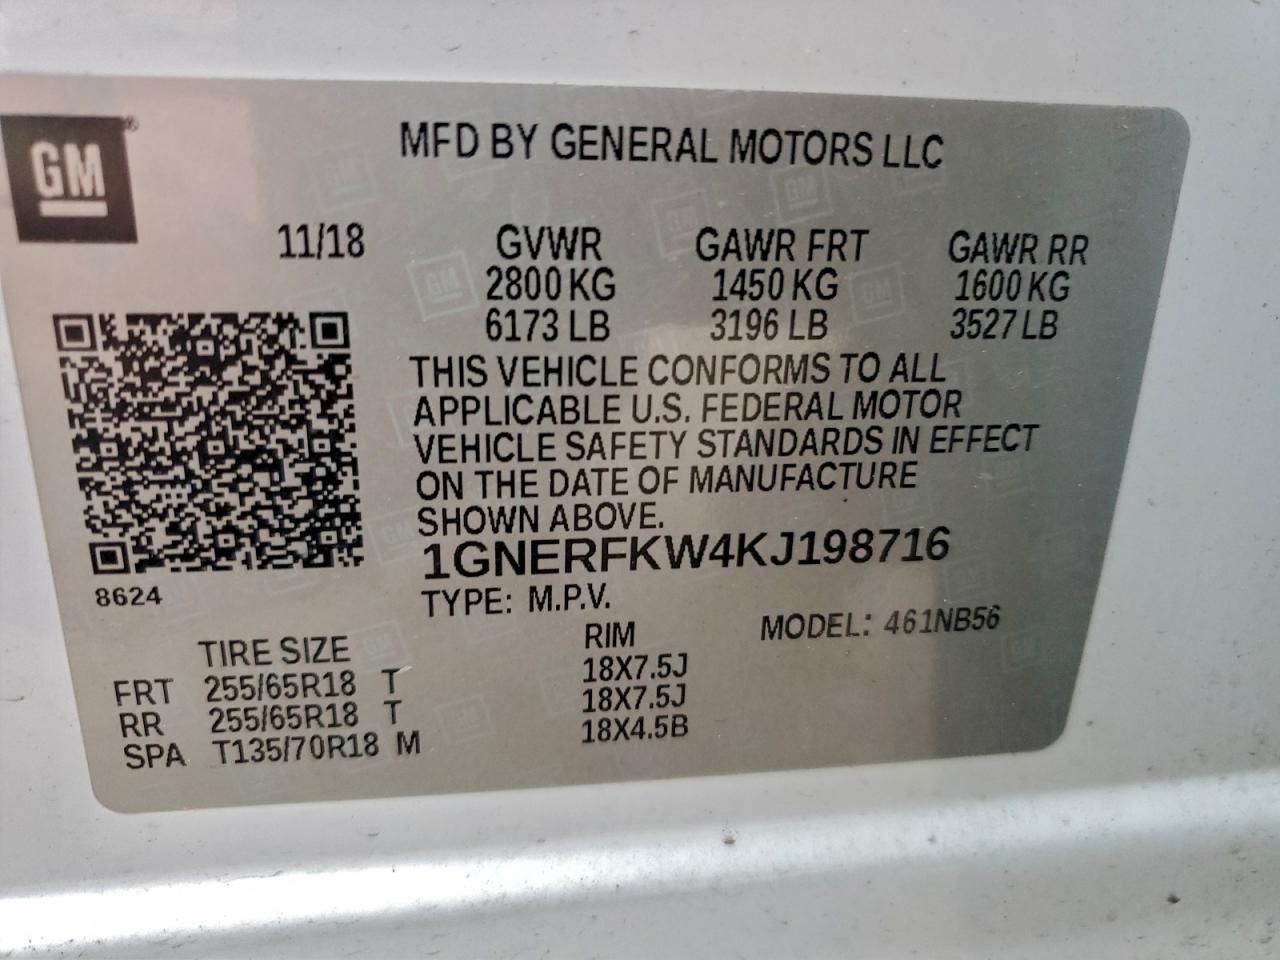 GM®
MFD BY GENERAL MOTORS LLC
11/18 GVWR GAWR FRT GAWR RR
2800 KG 1450 KG 1600 KG
6173 LB 3196 LB 3527 LB
THIS VEHICLE CONFORMS TO ALL
APPLICABLE U.S. FEDERAL MOTOR
VEHICLE SAFETY STANDARDS IN EFFECT
ON THE DATE OF MANUFACTURE
SHOWN ABOVE.
1GNERFKW4KJ198716
8624
TYPE: M.P.V. MODEL: 461NB56
TIRE SIZE RIM
FRT 255/65R18 T 18X7.5J
RR 255/65R18 T 18X7.5J
SPA T135/70R18 M 18X4.5B